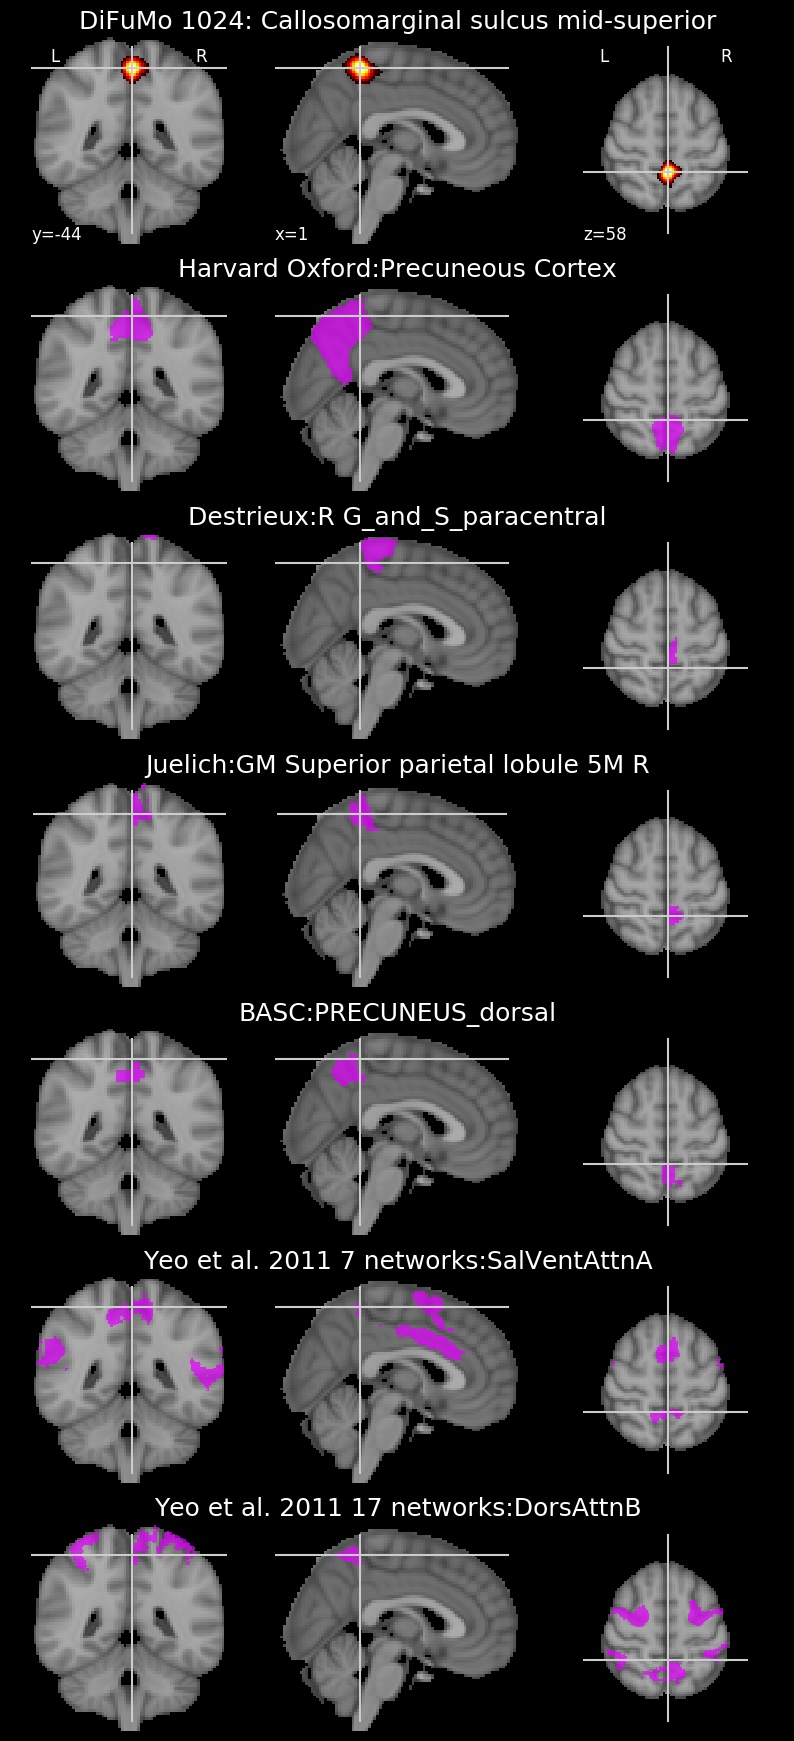 DiFuMo 1024: Callosomarginal sulcus mid-superior
L R L R
y=-44 x=1 z=58
Harvard Oxford:Precuneous Cortex
Destrieux:R G_and_S_paracentral
Juelich:GM Superior parietal lobule 5M R
BASC:PRECUNEUS_dorsal
Yeo et al. 2011 7 networks:SalVentAttnA
Yeo et al. 2011 17 networks:DorsAttnB